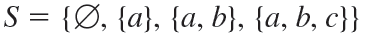 S = {∅, {a}, {a, b}, {a, b, c}}